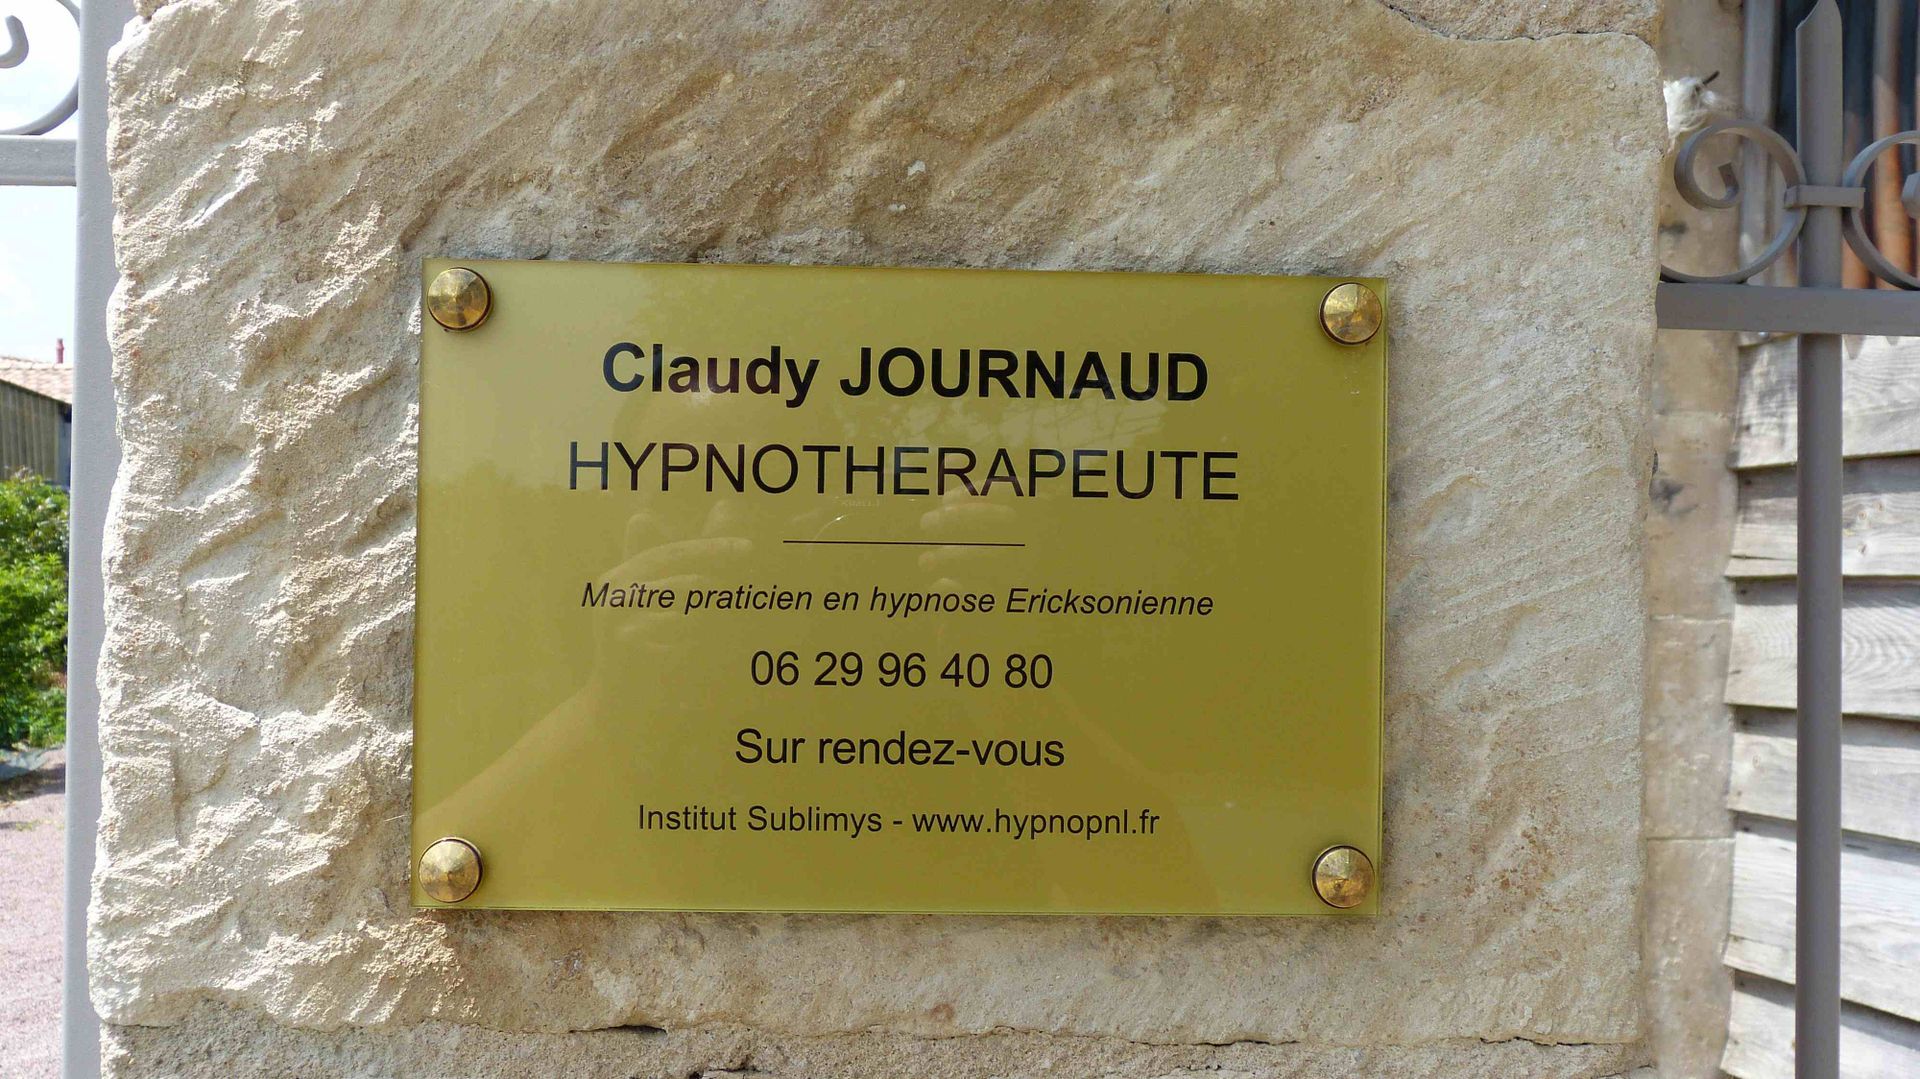 Claudy JOURNAUD
HYPNOTHERAPEUTE
Maître praticien en hypnose Ericksonienne
06 29 96 40 80
Sur rendez-vous
Institut Sublimys - www.hypnopnl.fr